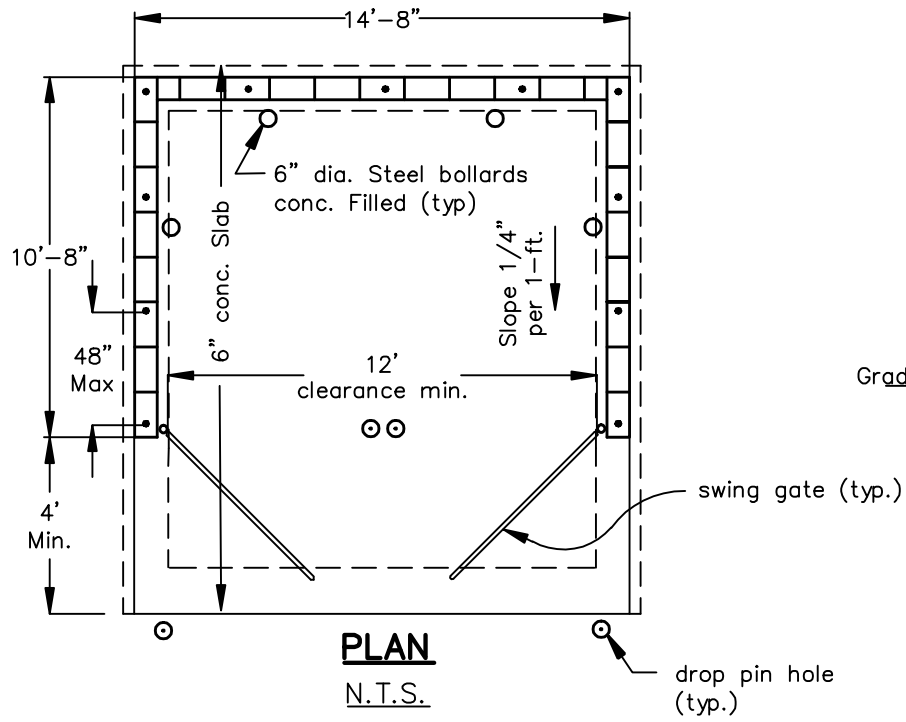 14'-8"
6" dia. Steel bollards
conc. Filled (typ)
6" conc. Slab
Slope 1/4"
per 1-ft.
10'-8"
48"
Max
12'
clearance min.
Grad
swing gate (typ.)
4'
Min.
PLAN
N.T.S.
drop pin hole
(typ.)